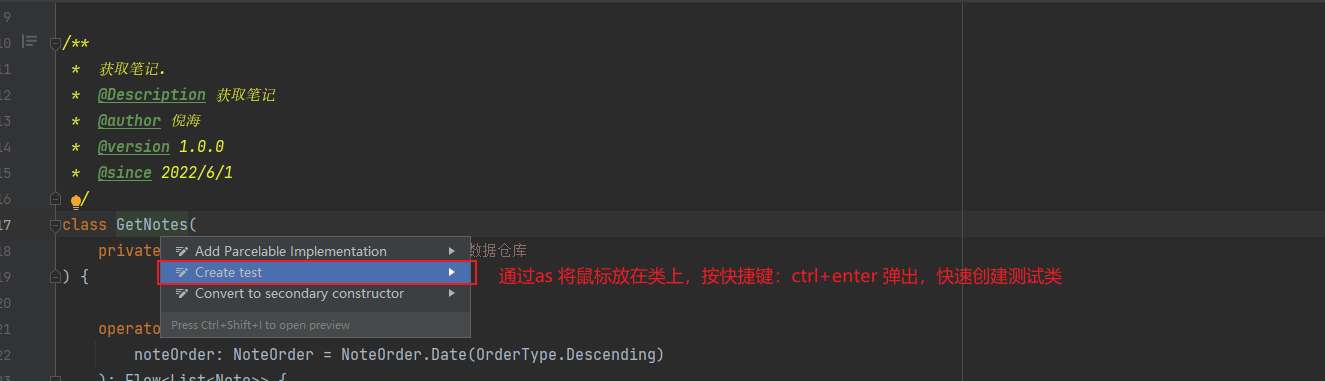 9
10 /**
11 * 获取笔记.
12 * @Description 获取笔记
13 * @author 倪海
14 * @version 1.0.0
15 * @since 2022/6/1
16 */
17 class GetNotes(
18 private 数据仓库
Add Parcelable Implementation
19 ) {
Create test
通过as 将鼠标放在类上，按快捷键：ctrl+enter 弹出，快速创建测试类
20
Convert to secondary constructor
Press Ctrl+Shift+I to open preview
21 operato
22 noteOrder: NoteOrder = NoteOrder.Date(OrderType.Descending)
23 ): Flow<List<Note>> {